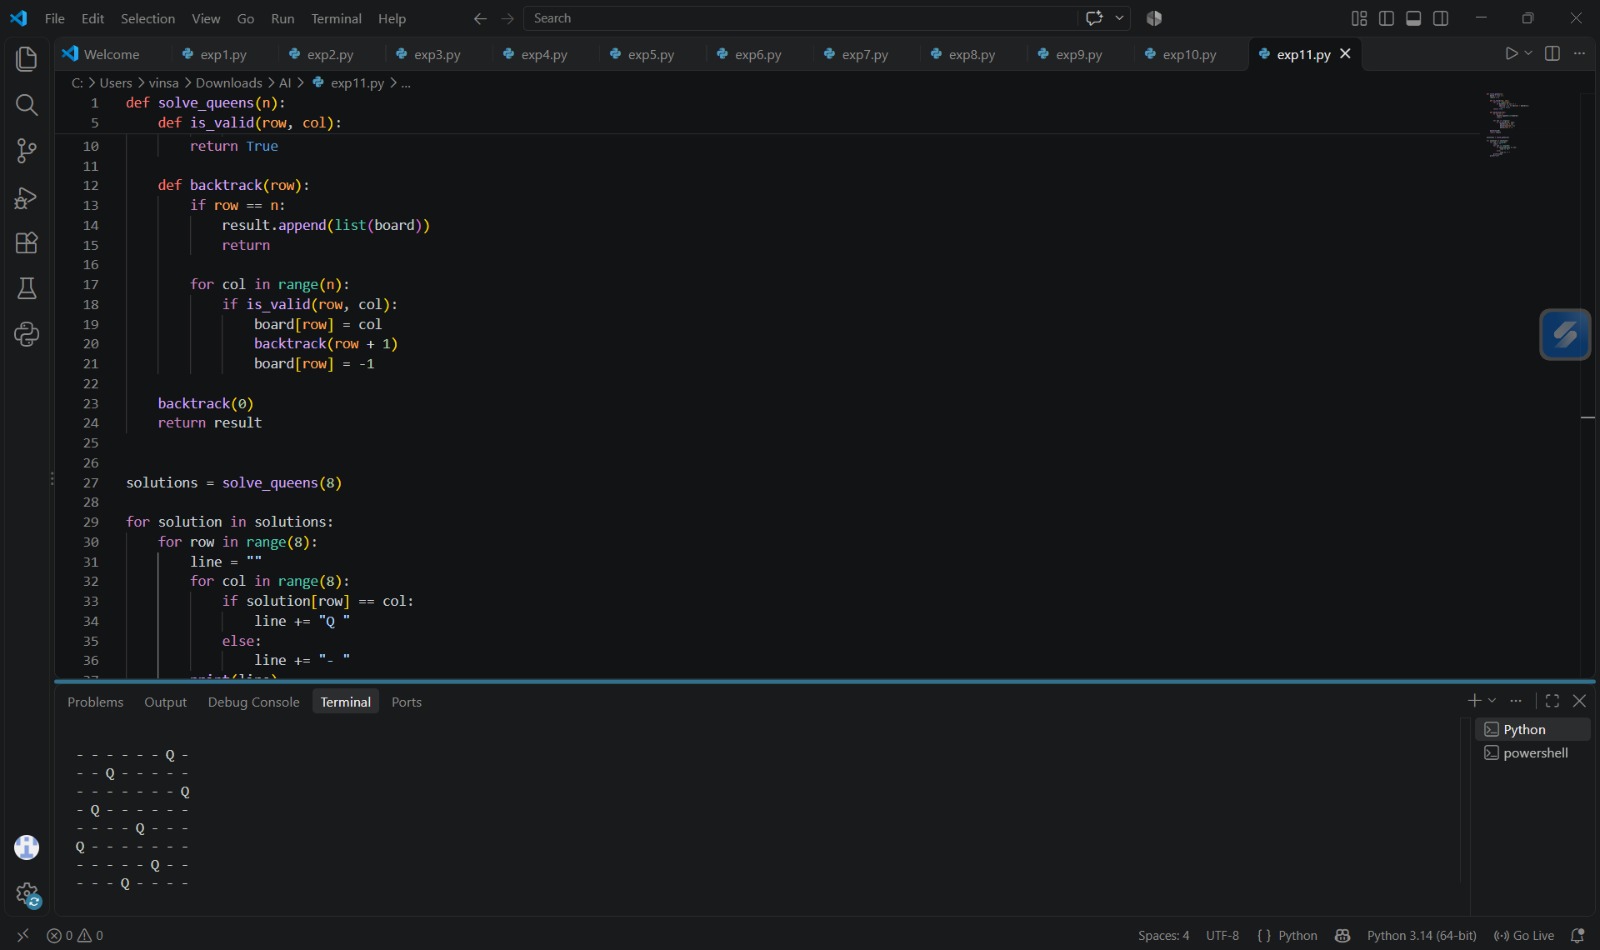 File Edit Selection View Go Run Terminal Help
Search
Welcome exp1.py exp2.py exp3.py exp4.py exp5.py exp6.py exp7.py exp8.py exp9.py exp10.py exp11.py
C: > Users > vinsa > Downloads > AI > exp11.py > ...
1 def solve_queens(n):
5 def is_valid(row, col):
10 return True
11
12 def backtrack(row):
13 if row == n:
14 result.append(list(board))
15 return
16
17 for col in range(n):
18 if is_valid(row, col):
19 board[row] = col
20 backtrack(row + 1)
21 board[row] = -1
22
23 backtrack(0)
24 return result
25
26
27 solutions = solve_queens(8)
28
29 for solution in solutions:
30 for row in range(8):
31 line = ""
32 for col in range(8):
33 if solution[row] == col:
34 line += "Q "
35 else:
36 line += "- "
37 print(line)
Problems Output Debug Console Terminal Ports
Python
powershell
- - - - - - Q -
- - Q - - - - -
- - - - - - - Q
- Q - - - - - -
- - - - Q - - -
Q - - - - - - -
- - - - - Q - -
- - - Q - - - -
0 0 Spaces: 4 UTF-8 { } Python Python 3.14 (64-bit) Go Live